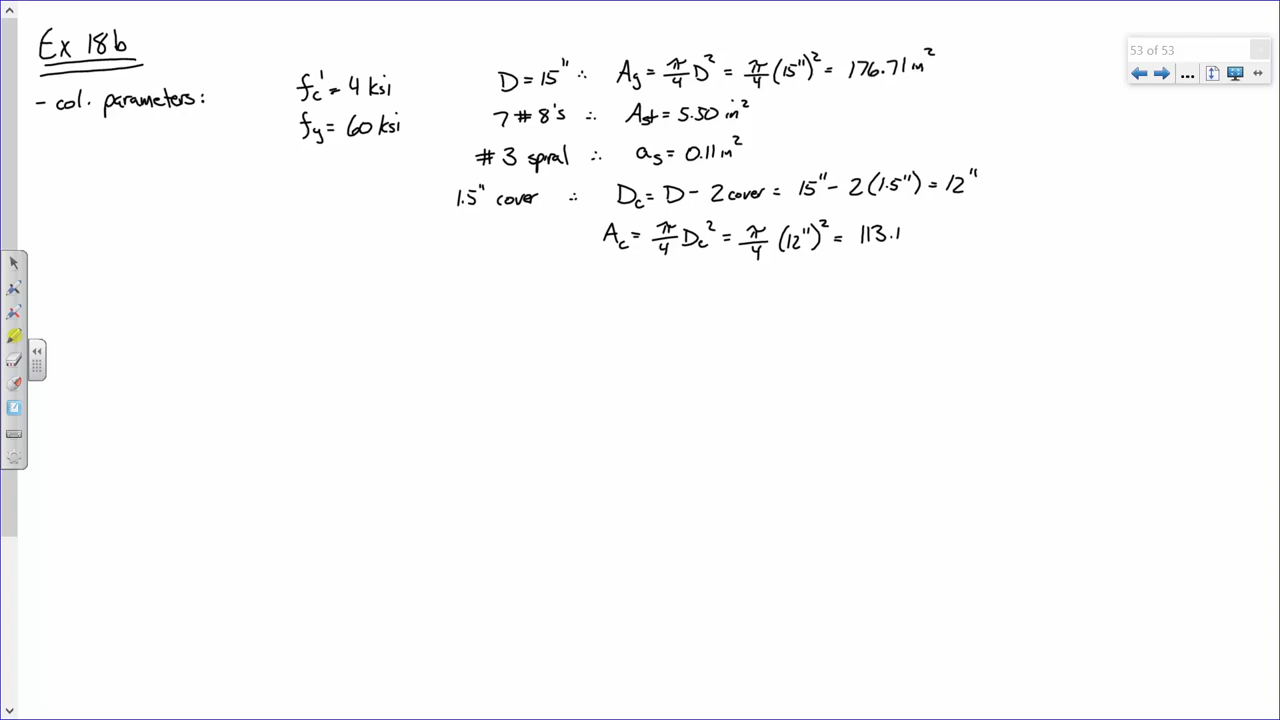 Ex 18b
53 of 53
- col. parameters:
f'c = 4 ksi
fy = 60 ksi
D = 15" ∴ Ag = π/4 D² = π/4 (15")² = 176.71 in²
7 # 8's ∴ Ast = 5.50 in²
# 3 spiral ∴ as = 0.11 in²
1.5" cover ∴ Dc = D - 2 cover = 15" - 2 (1.5") = 12"
Ac = π/4 Dc² = π/4 (12")² = 113.1